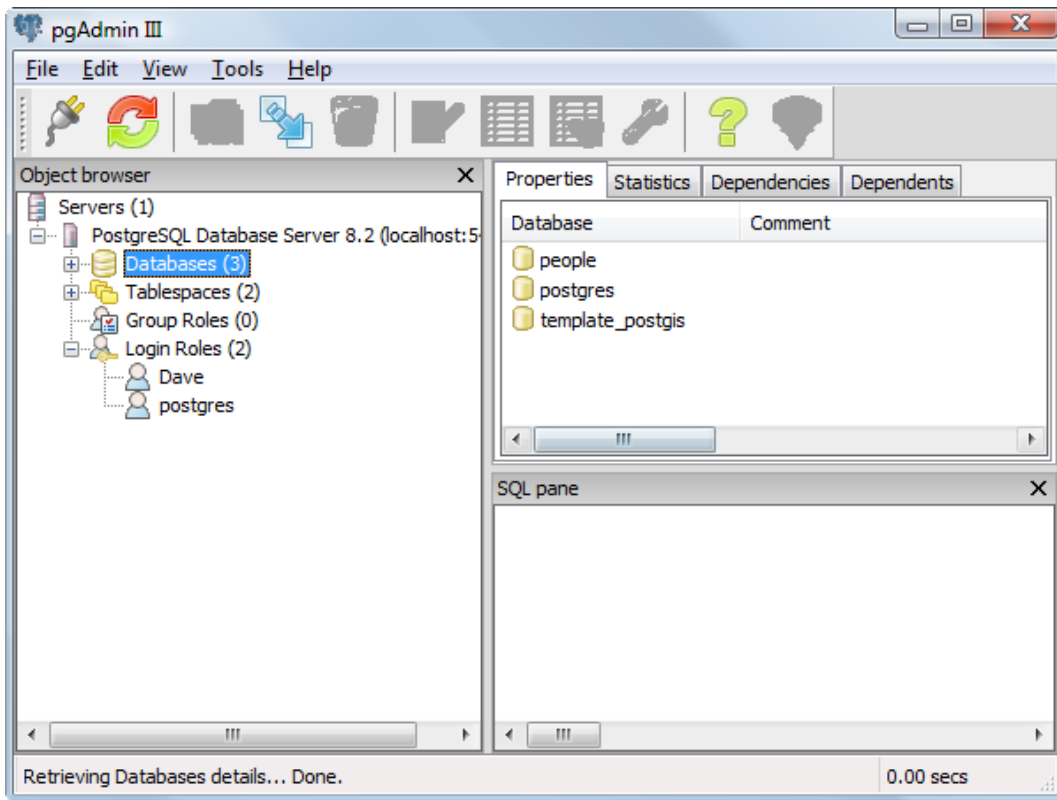 pgAdmin III
File Edit View Tools Help
Object browser
Servers (1)
PostgreSQL Database Server 8.2 (localhost:5
Databases (3)
Tablespaces (2)
Group Roles (0)
Login Roles (2)
Dave
postgres
Properties Statistics Dependencies Dependents
Database Comment
people
postgres
template_postgis
SQL pane
Retrieving Databases details... Done. 0.00 secs